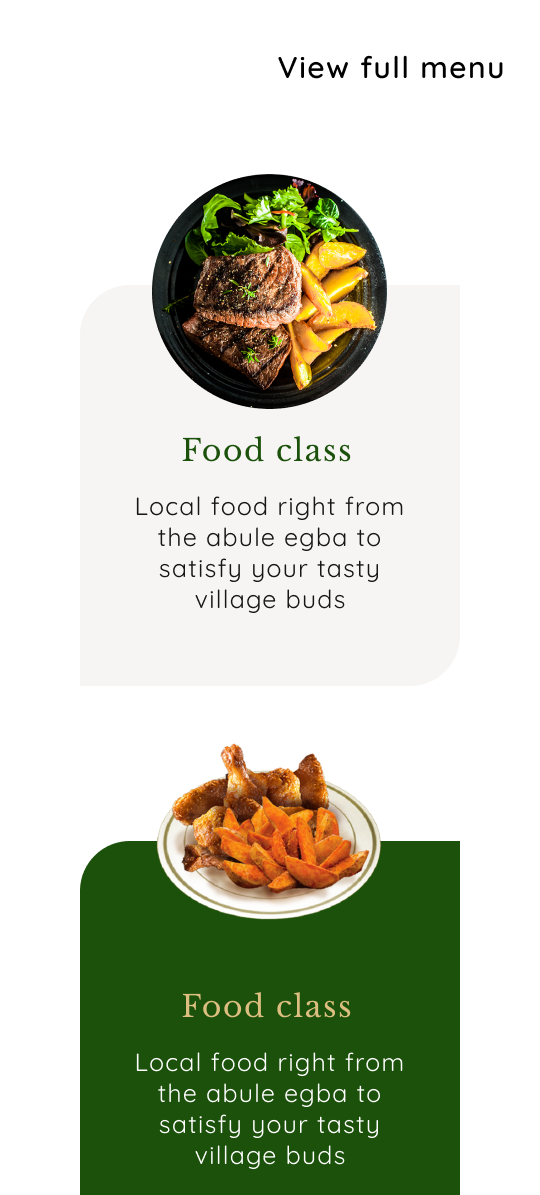 View full menu
Food class
Local food right from
the abule egba to
satisfy your tasty
village buds
Food class
Local food right from
the abule egba to
satisfy your tasty
village buds